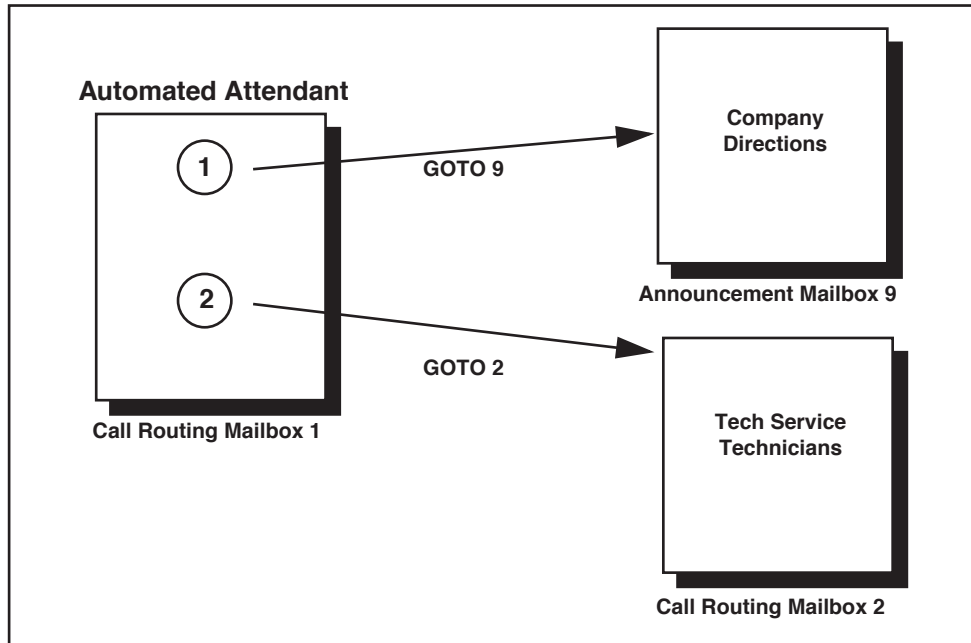 Automated Attendant
1
GOTO 9
2
GOTO 2
Call Routing Mailbox 1
Company
Directions
Announcement Mailbox 9
Tech Service
Technicians
Call Routing Mailbox 2